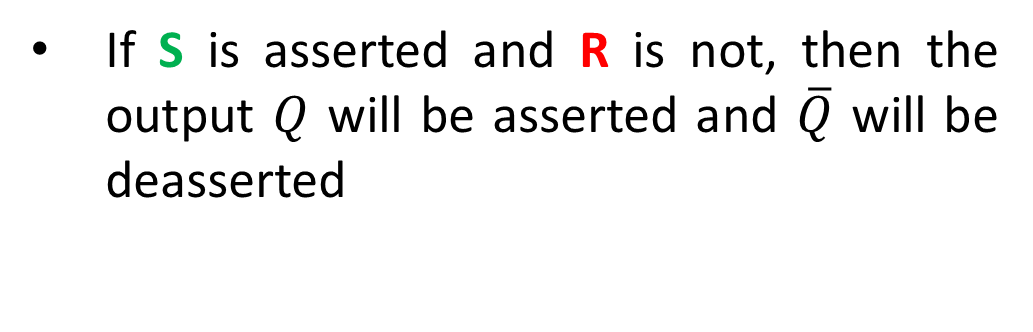 • If S is asserted and R is not, then the
output Q will be asserted and Q̅ will be
deasserted